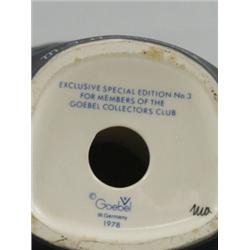 EXCLUSIVE SPECIAL EDITION No. 3
FOR MEMBERS OF THE
GOEBEL COLLECTORS CLUB
© Goebel
W. Germany
1978